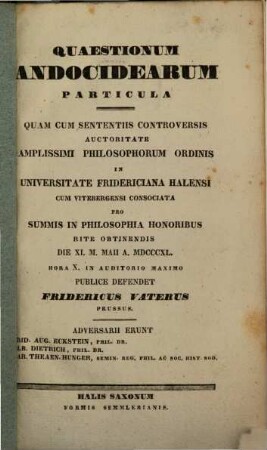 QUAESTIONUM
ANDOCIDEARUM
PARTICULA
QUAM CUM SENTENTIIS CONTROVERSIS
AUCTORITATE
AMPLISSIMI PHILOSOPHORUM ORDINIS
IN
UNIVERSITATE FRIDERICIANA HALENSI
CUM VITEBERGENSI CONSOCIATA
PRO
SUMMIS IN PHILOSOPHIA HONORIBUS
RITE OBTINENDIS
DIE XI. M. MAII A. MDCCCXL.
HORA X. IN AUDITORIO MAXIMO
PUBLICE DEFENDET
FRIDERICUS VATERUS
PRUSSUS.
ADVERSARII ERUNT
RID. AUG. ECKSTEIN, PHIL. DR.
DIETRICH, PHIL. DR.
SEMIN. REG. PHIL. AC SOC. HIST. SOD.
HALIS SAXONUM
FORMIS SEMMLERIANIS.